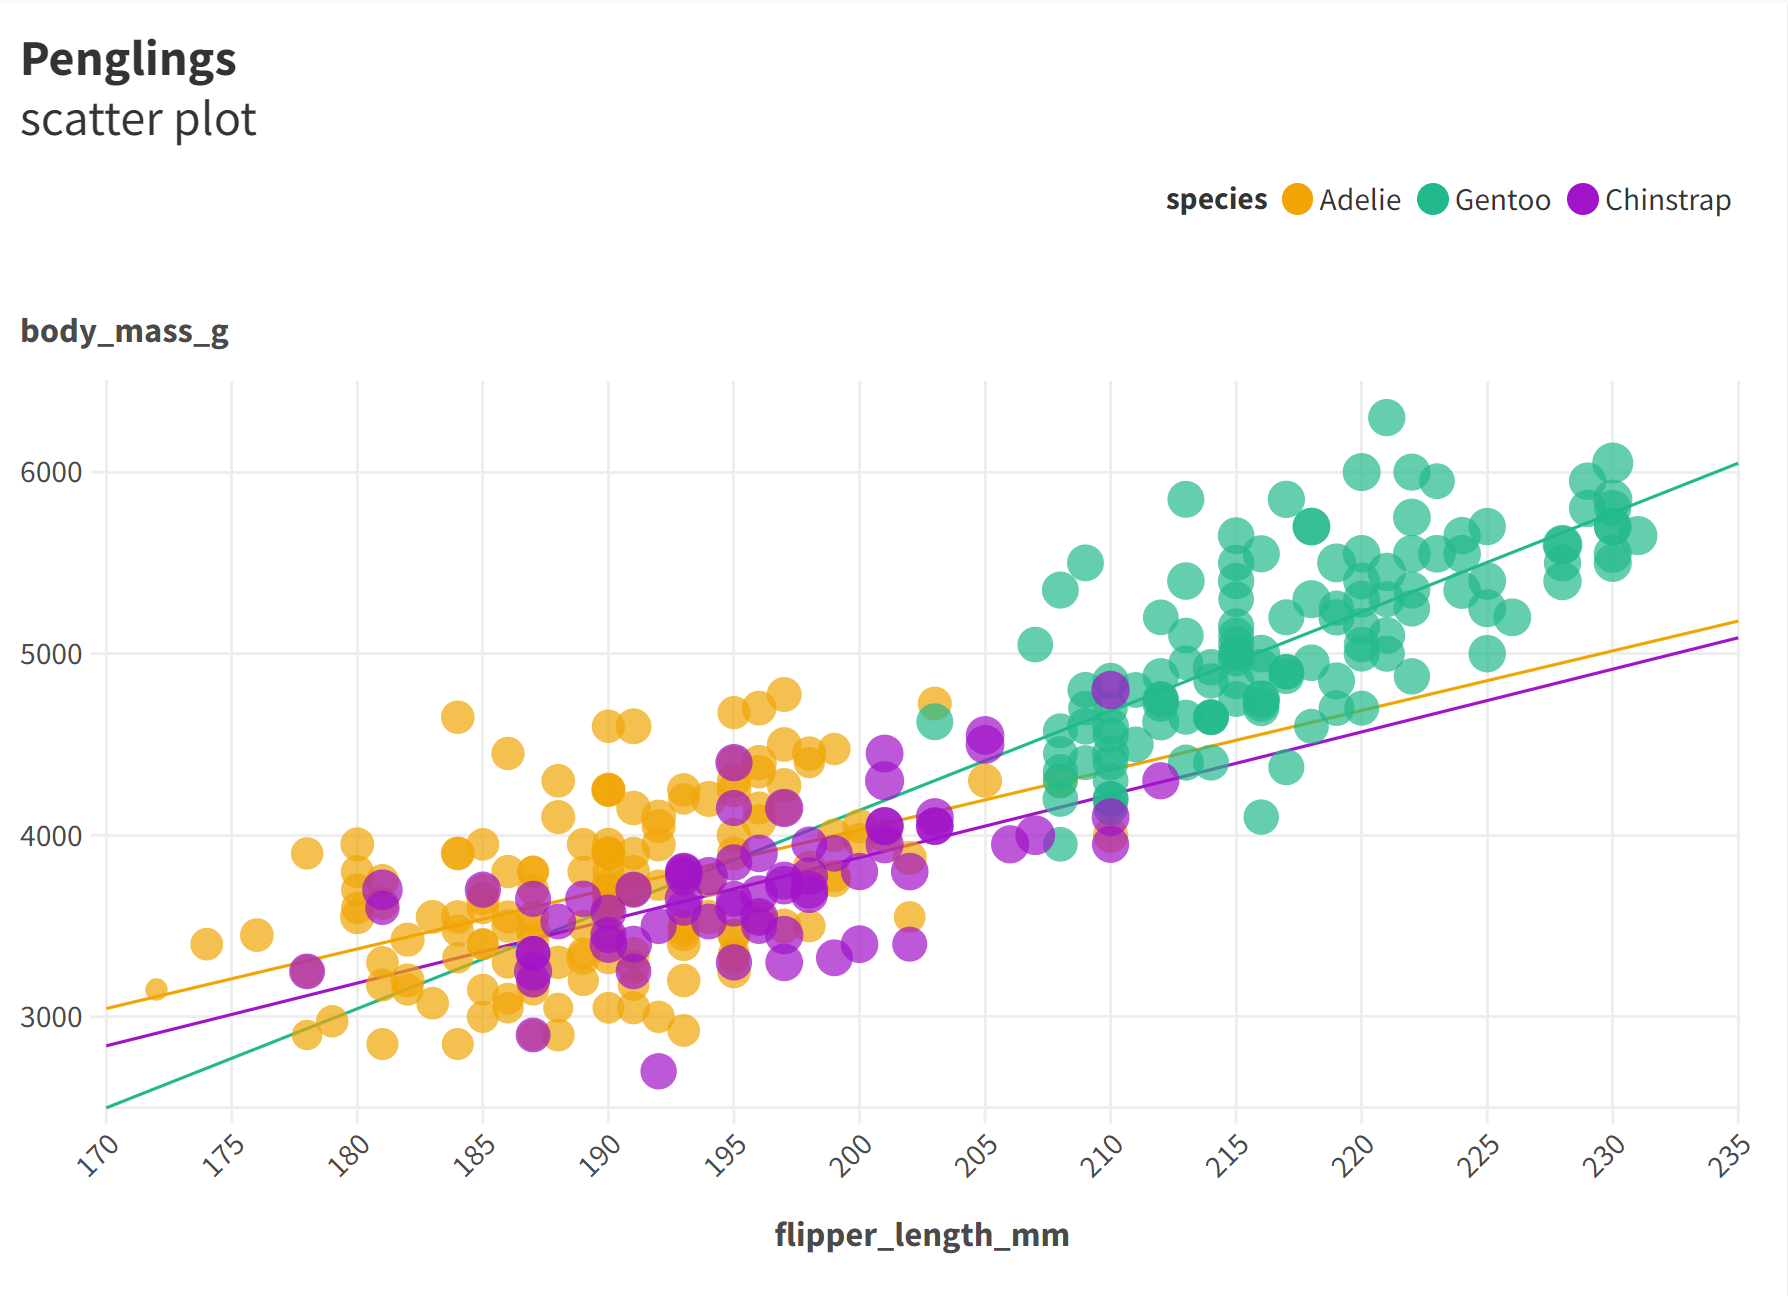 Penglings
scatter plot
species Adelie Gentoo Chinstrap
body_mass_g
6000
5000
4000
3000
170 175 180 185 190 195 200 205 210 215 220 225 230 235
flipper_length_mm